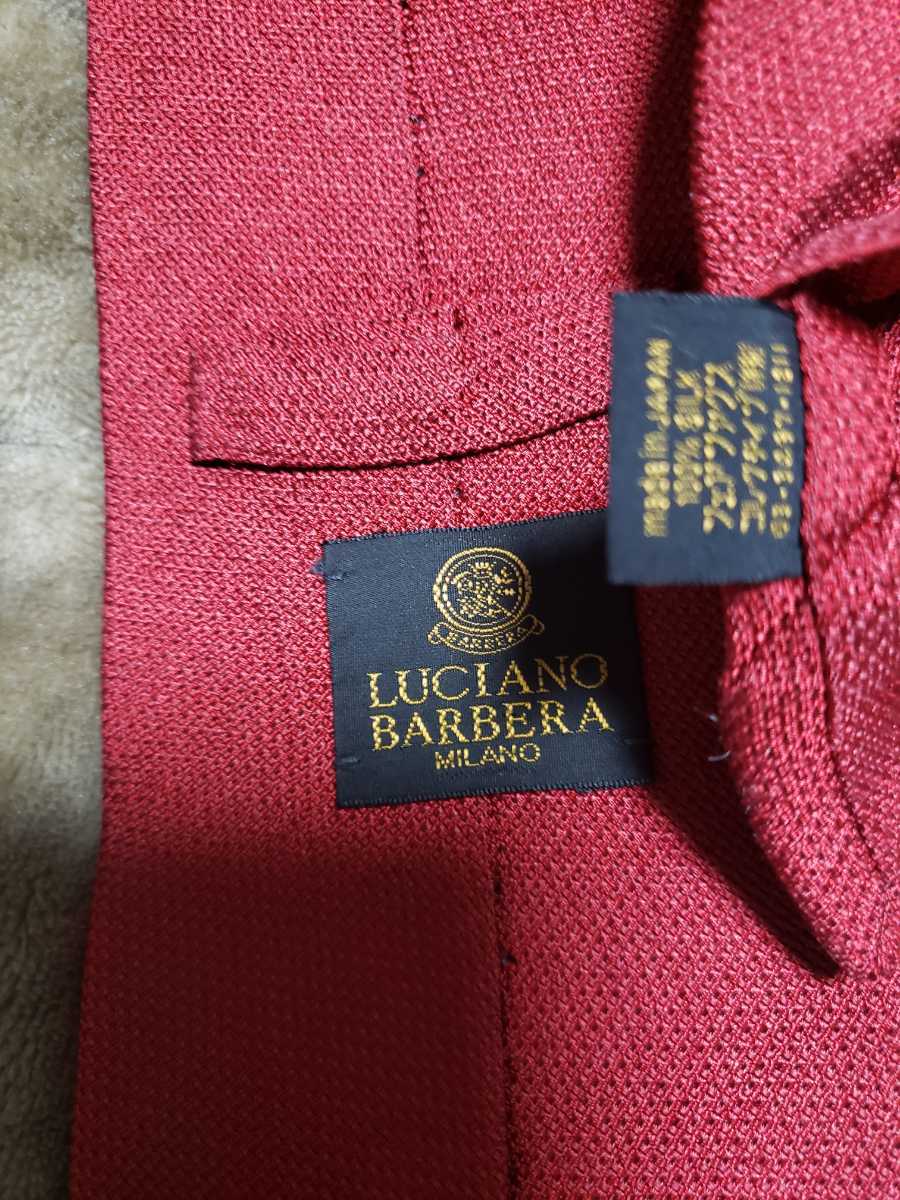 BARBERA
LUCIANO
BARBERA
MILANO
made in JAPAN
100% SILK
フェアファクス
コレクティブ(株)